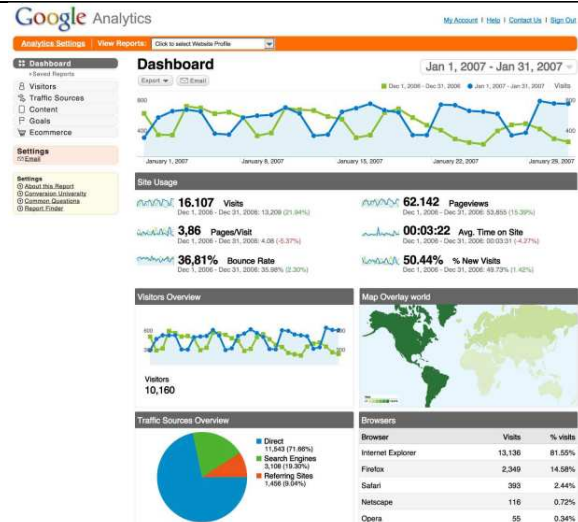 Google Analytics
My Account | Help | Contact Us | Sign Out
Analytics Settings View Reports: Click to select Website Profile
Dashboard
Saved Reports
Visitors
Traffic Sources
Content
Goals
Ecommerce
Settings
Email
Settings
About this Report
Conversion University
Common Questions
Report Finder
Dashboard
Jan 1, 2007 - Jan 31, 2007
Export Email
Dec 1, 2006 - Dec 31, 2006 Jan 1, 2007 - Jan 31, 2007 Visits
800 800
400 400
January 1, 2007 January 8, 2007 January 15, 2007 January 22, 2007 January 29, 2007
Site Usage
16.107 Visits
Dec 1, 2006 - Dec 31, 2006: 13,209 (21.94%)
62.142 Pageviews
Dec 1, 2006 - Dec 31, 2006: 53,855 (15.39%)
3,86 Pages/Visit
Dec 1, 2006 - Dec 31, 2006: 4.08 (-5.37%)
00:03:22 Avg. Time on Site
Dec 1, 2006 - Dec 31, 2006: 00:03:31 (-4.27%)
36,81% Bounce Rate
Dec 1, 2006 - Dec 31, 2006: 35.98% (2.30%)
50.44% % New Visits
Dec 1, 2006 - Dec 31, 2006: 49.73% (1.42%)
Visitors Overview
Visitors
10,160
Map Overlay world
Traffic Sources Overview
Direct
11,543 (71.66%)
Search Engines
3,108 (19.30%)
Referring Sites
1,456 (9.04%)
Browsers
Browser Visits % visits
Internet Explorer 13,136 81.55%
Firefox 2,349 14.58%
Safari 393 2.44%
Netscape 116 0.72%
Opera 55 0.34%